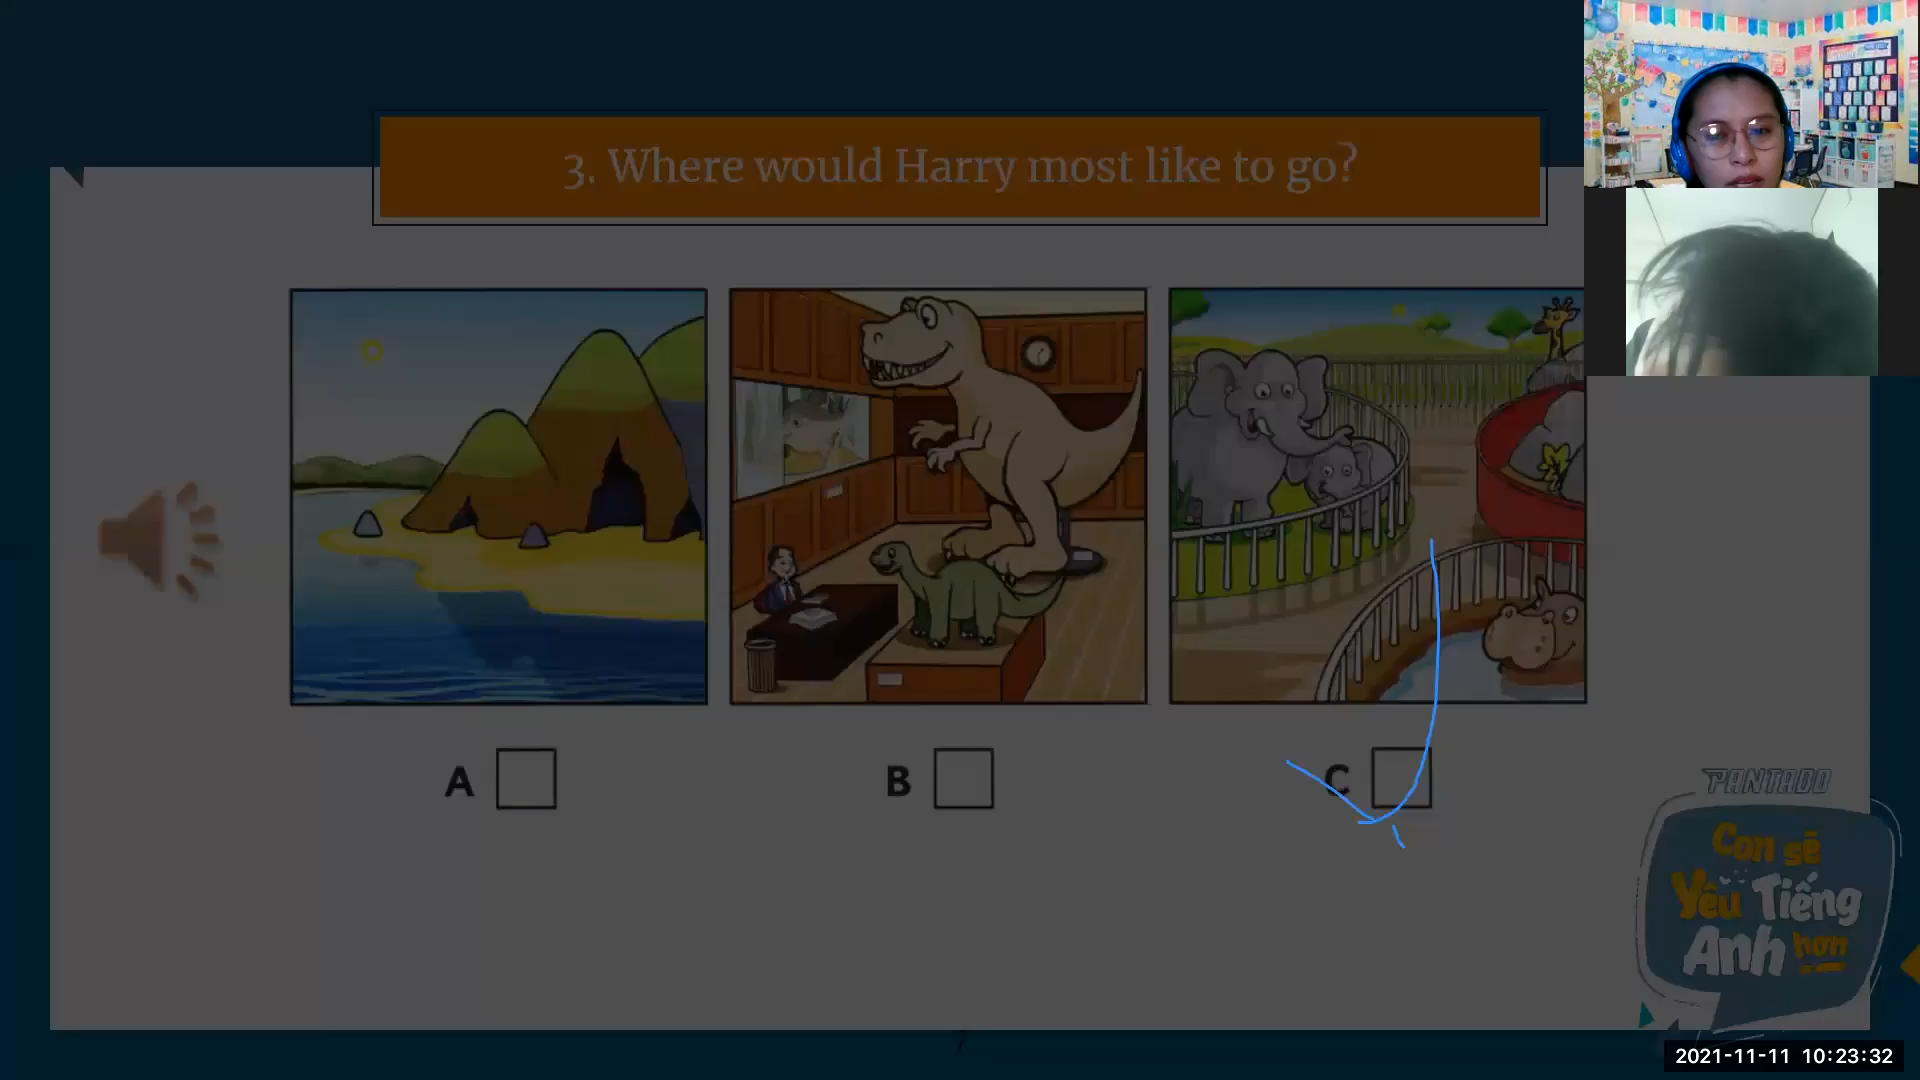 3. Where would Harry most like to go?
A
B
C
PANTADO
Con sẽ
Yêu Tiếng
Anh hơn
2021-11-11 10:23:32